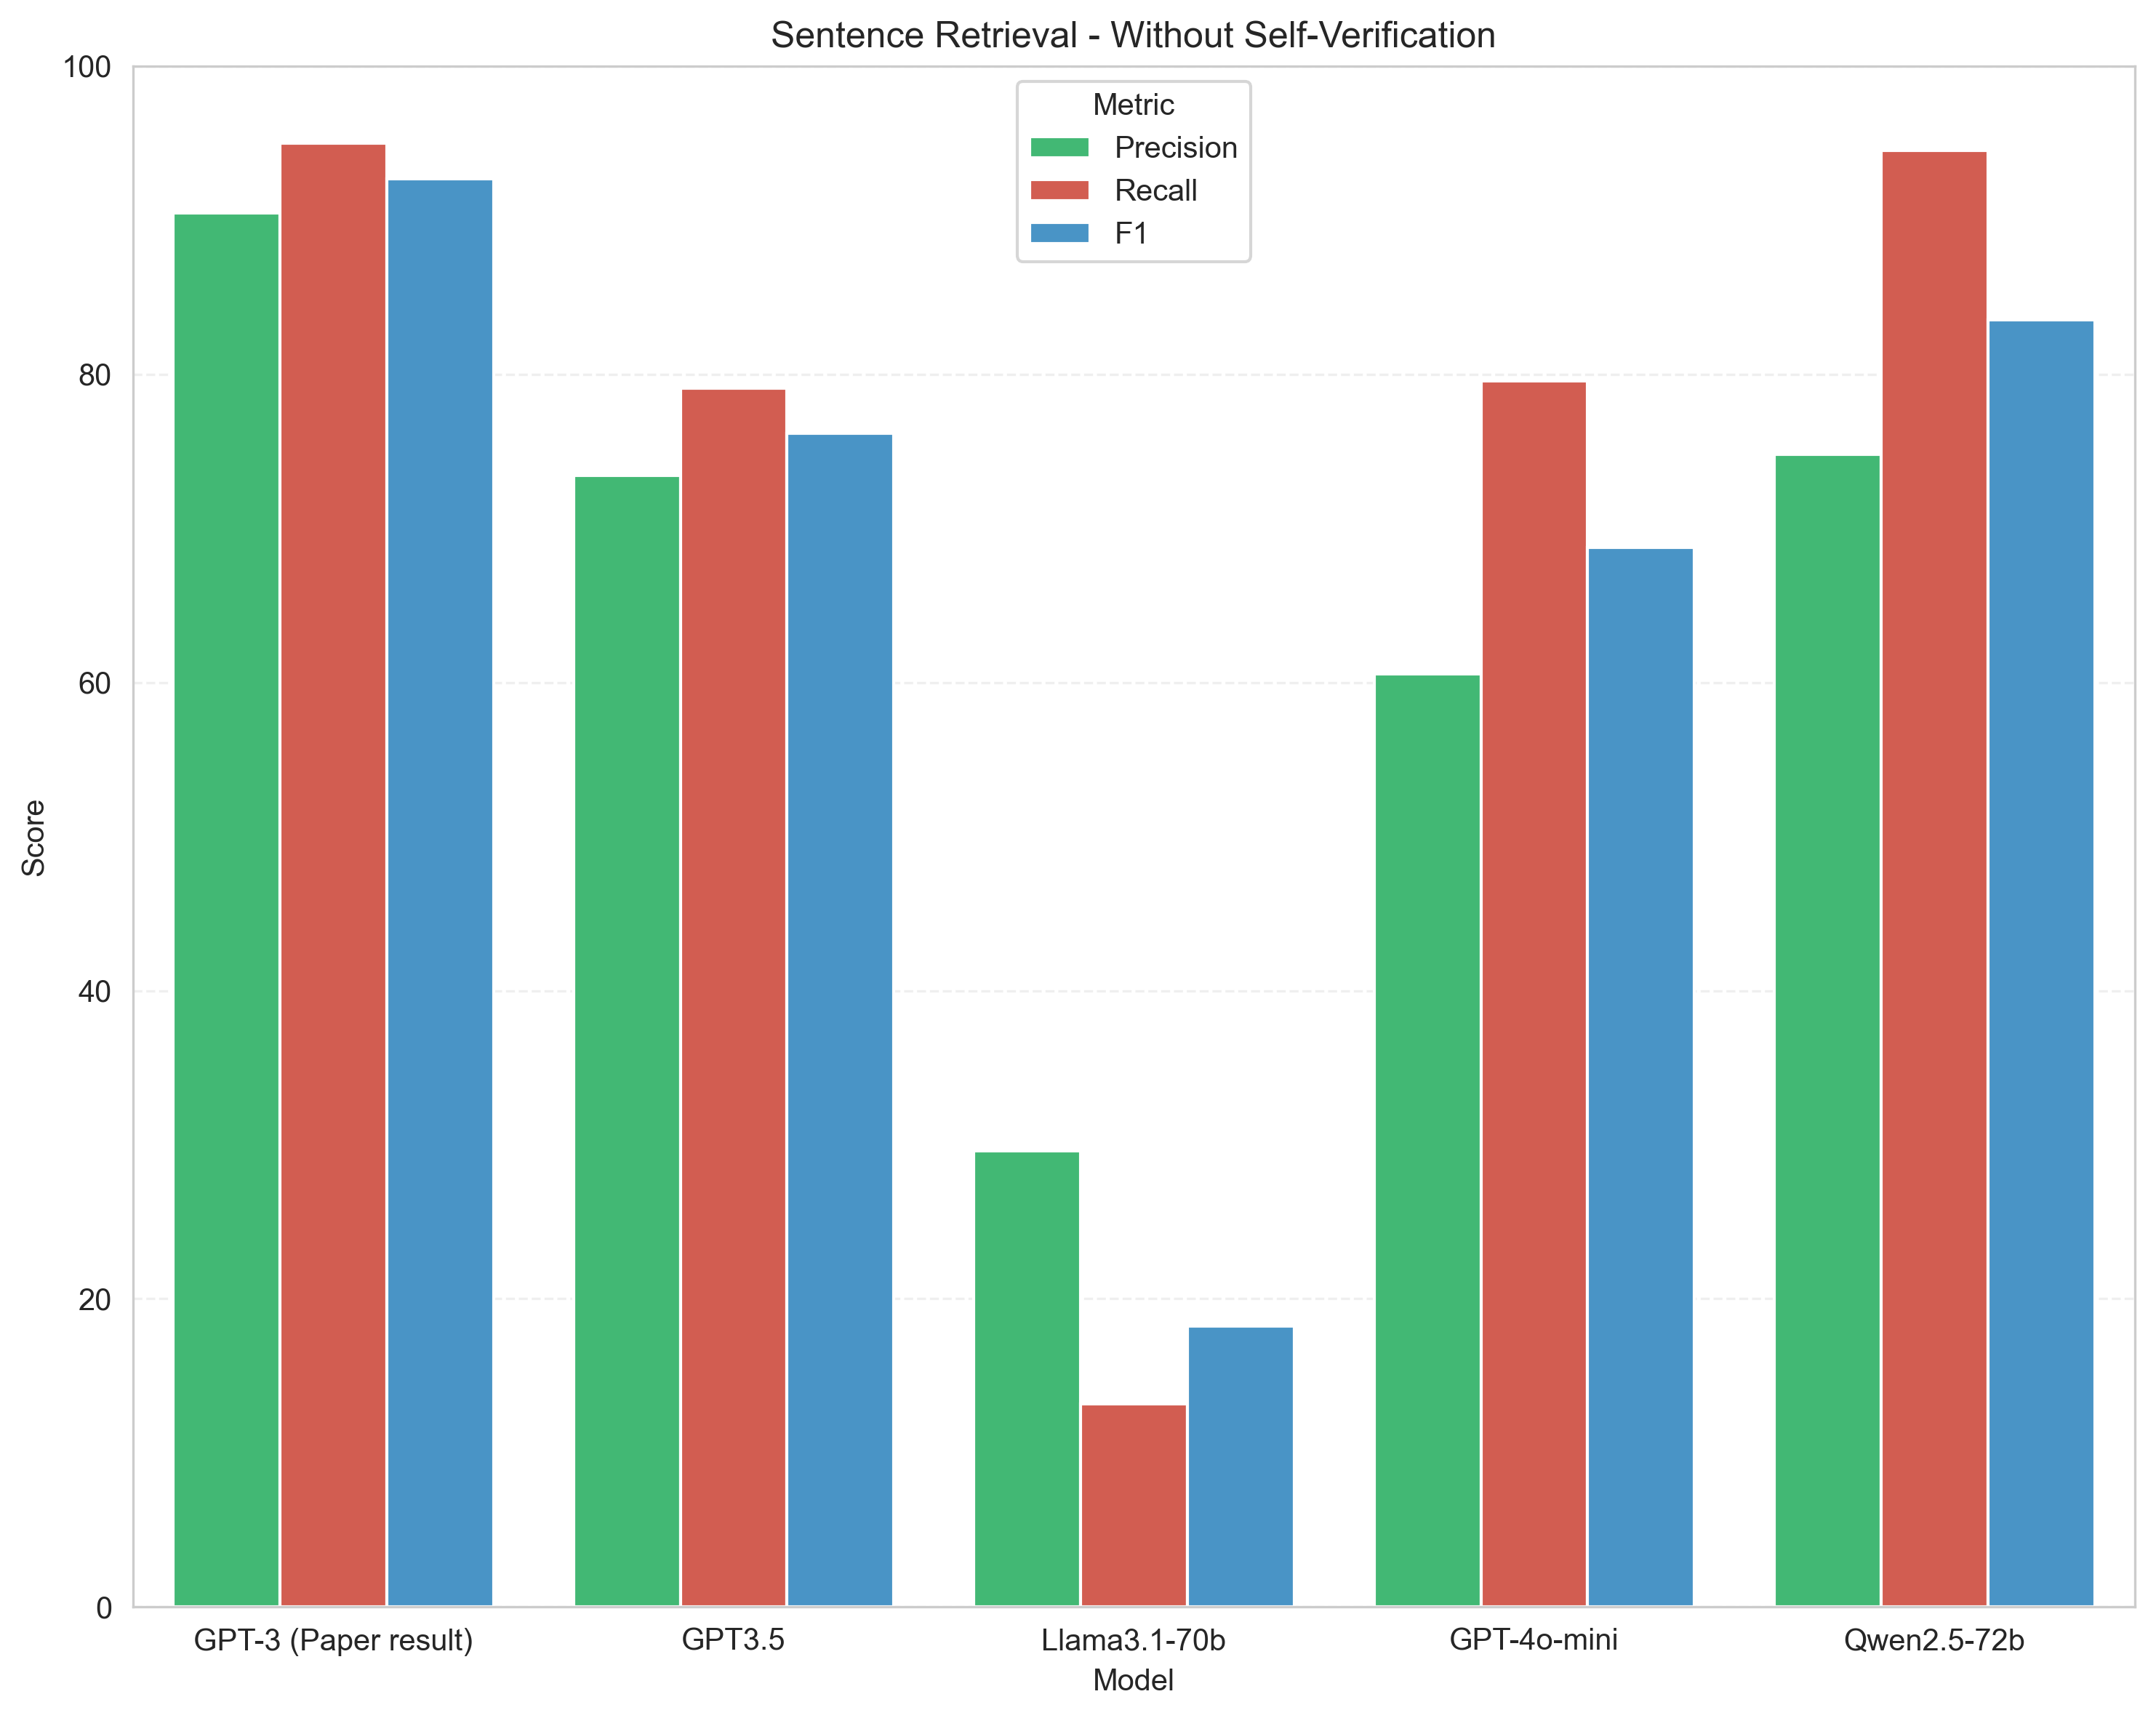 Sentence Retrieval - Without Self-Verification
100
Metric
Precision
Recall
F1
80
60
Score
40
20
0
GPT-3 (Paper result) GPT3.5 Llama3.1-70b GPT-4o-mini Qwen2.5-72b
Model